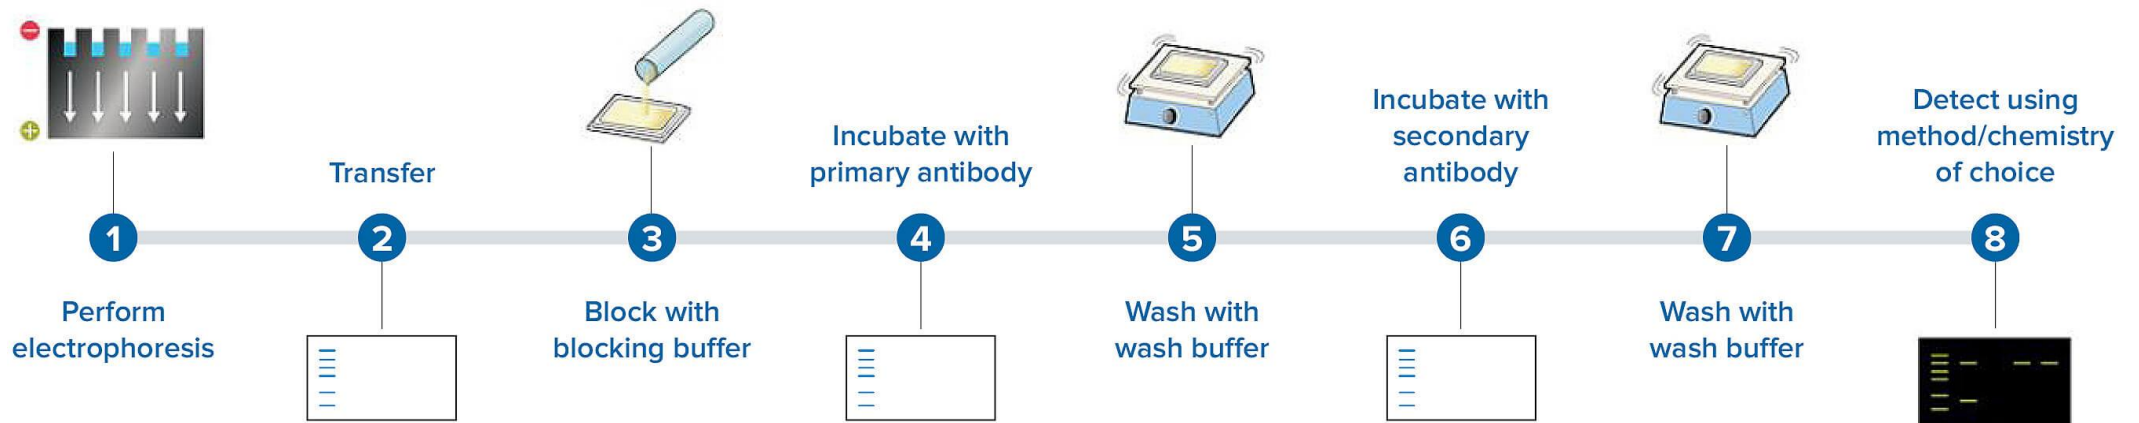 1
Perform
electrophoresis
Transfer
2
3
Block with
blocking buffer
Incubate with
primary antibody
4
5
Wash with
wash buffer
Incubate with
secondary
antibody
6
7
Wash with
wash buffer
Detect using
method/chemistry
of choice
8